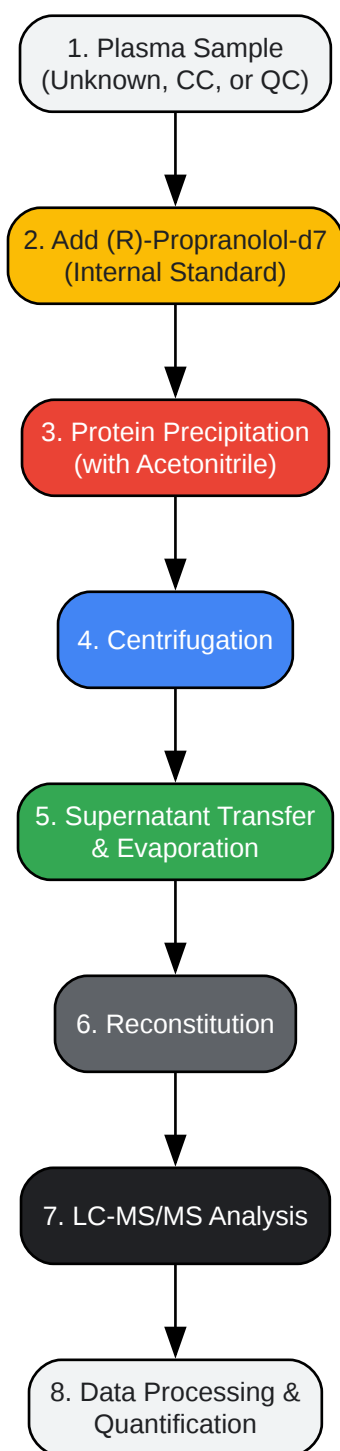 1. Plasma Sample
(Unknown, CC, or QC)
2. Add (R)-Propranolol-d7
(Internal Standard)
3. Protein Precipitation
(with Acetonitrile)
4. Centrifugation
5. Supernatant Transfer
& Evaporation
6. Reconstitution
7. LC-MS/MS Analysis
8. Data Processing &
Quantification